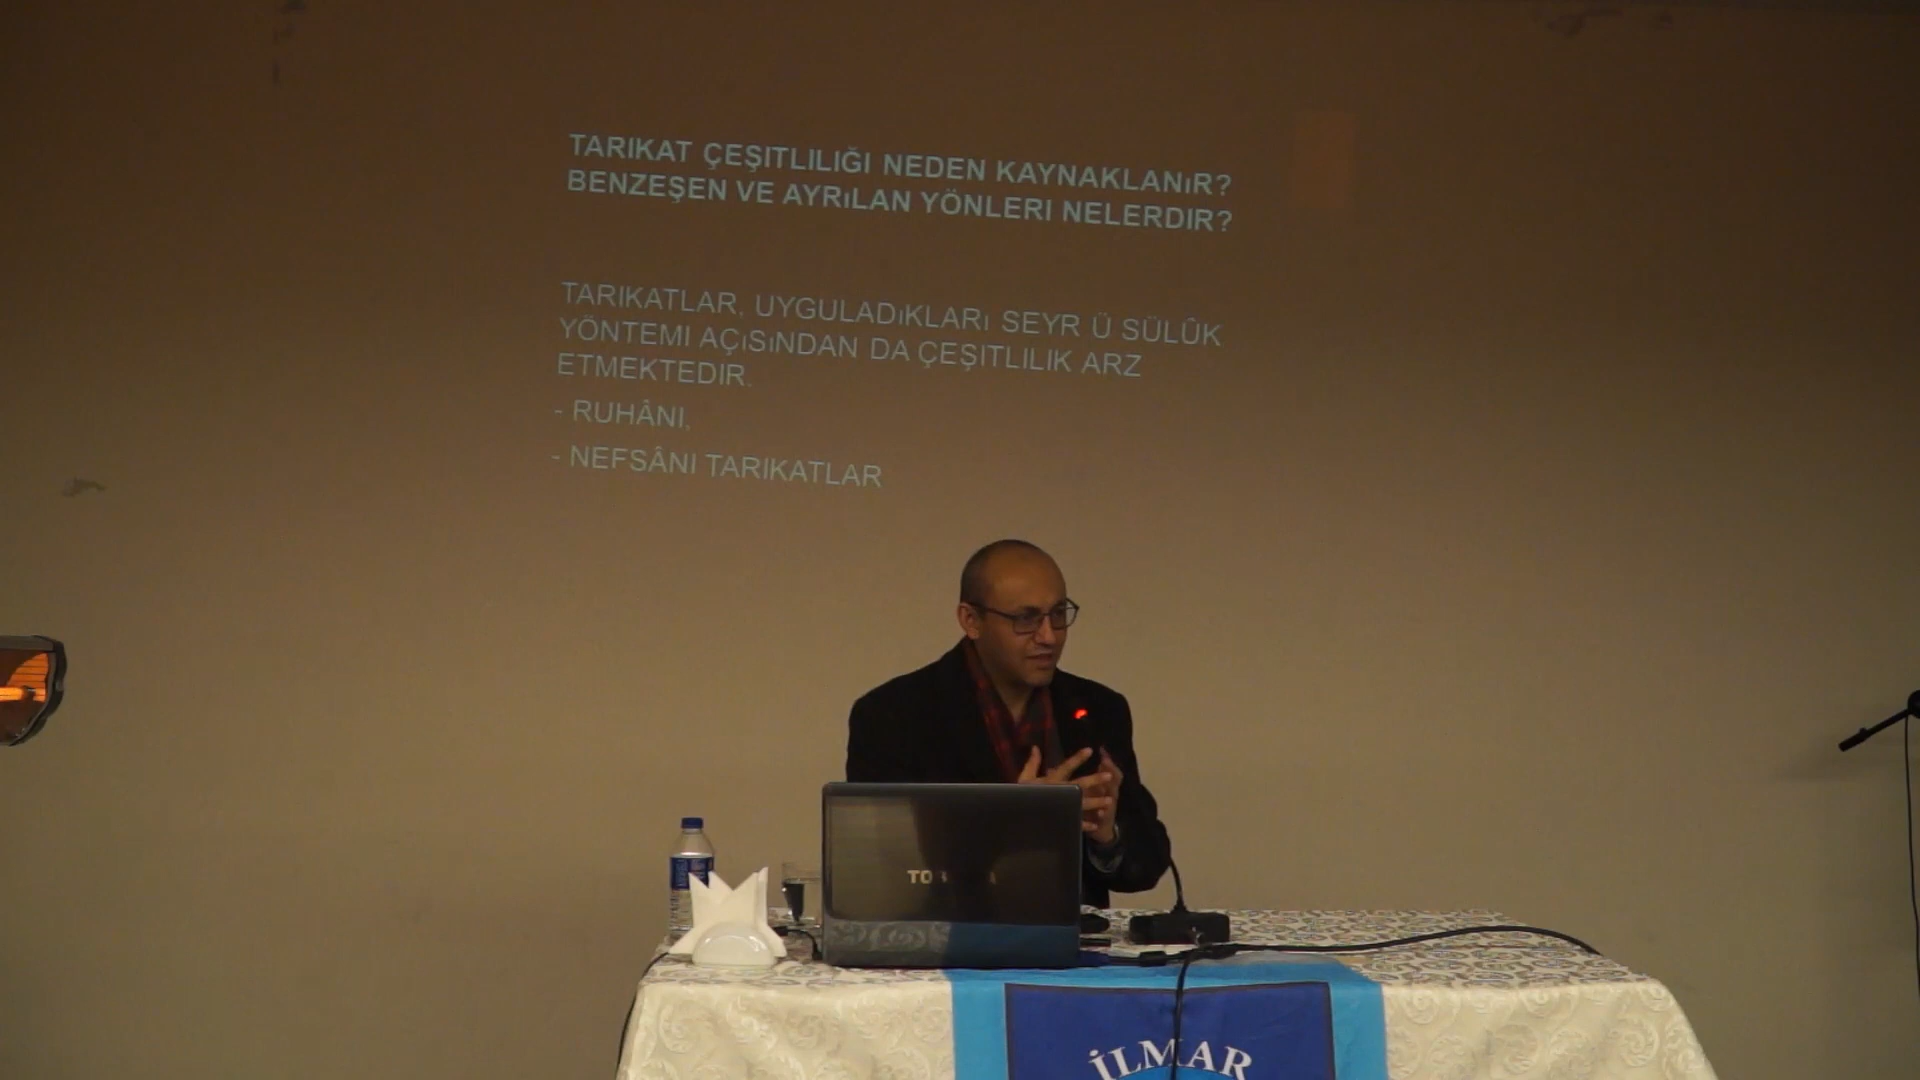 TARIKAT ÇEŞITLILIĞI NEDEN KAYNAKLANıR?
BENZEŞEN VE AYRıLAN YÖNLERI NELERDIR?
TARIKATLAR, UYGULADıKLARı SEYR Ü SÜLÛK
YÖNTEMI AÇıSıNDAN DA ÇEŞITLILIK ARZ
ETMEKTEDIR.
- RUHÂNI,
- NEFSÂNI TARIKATLAR
İLMAR